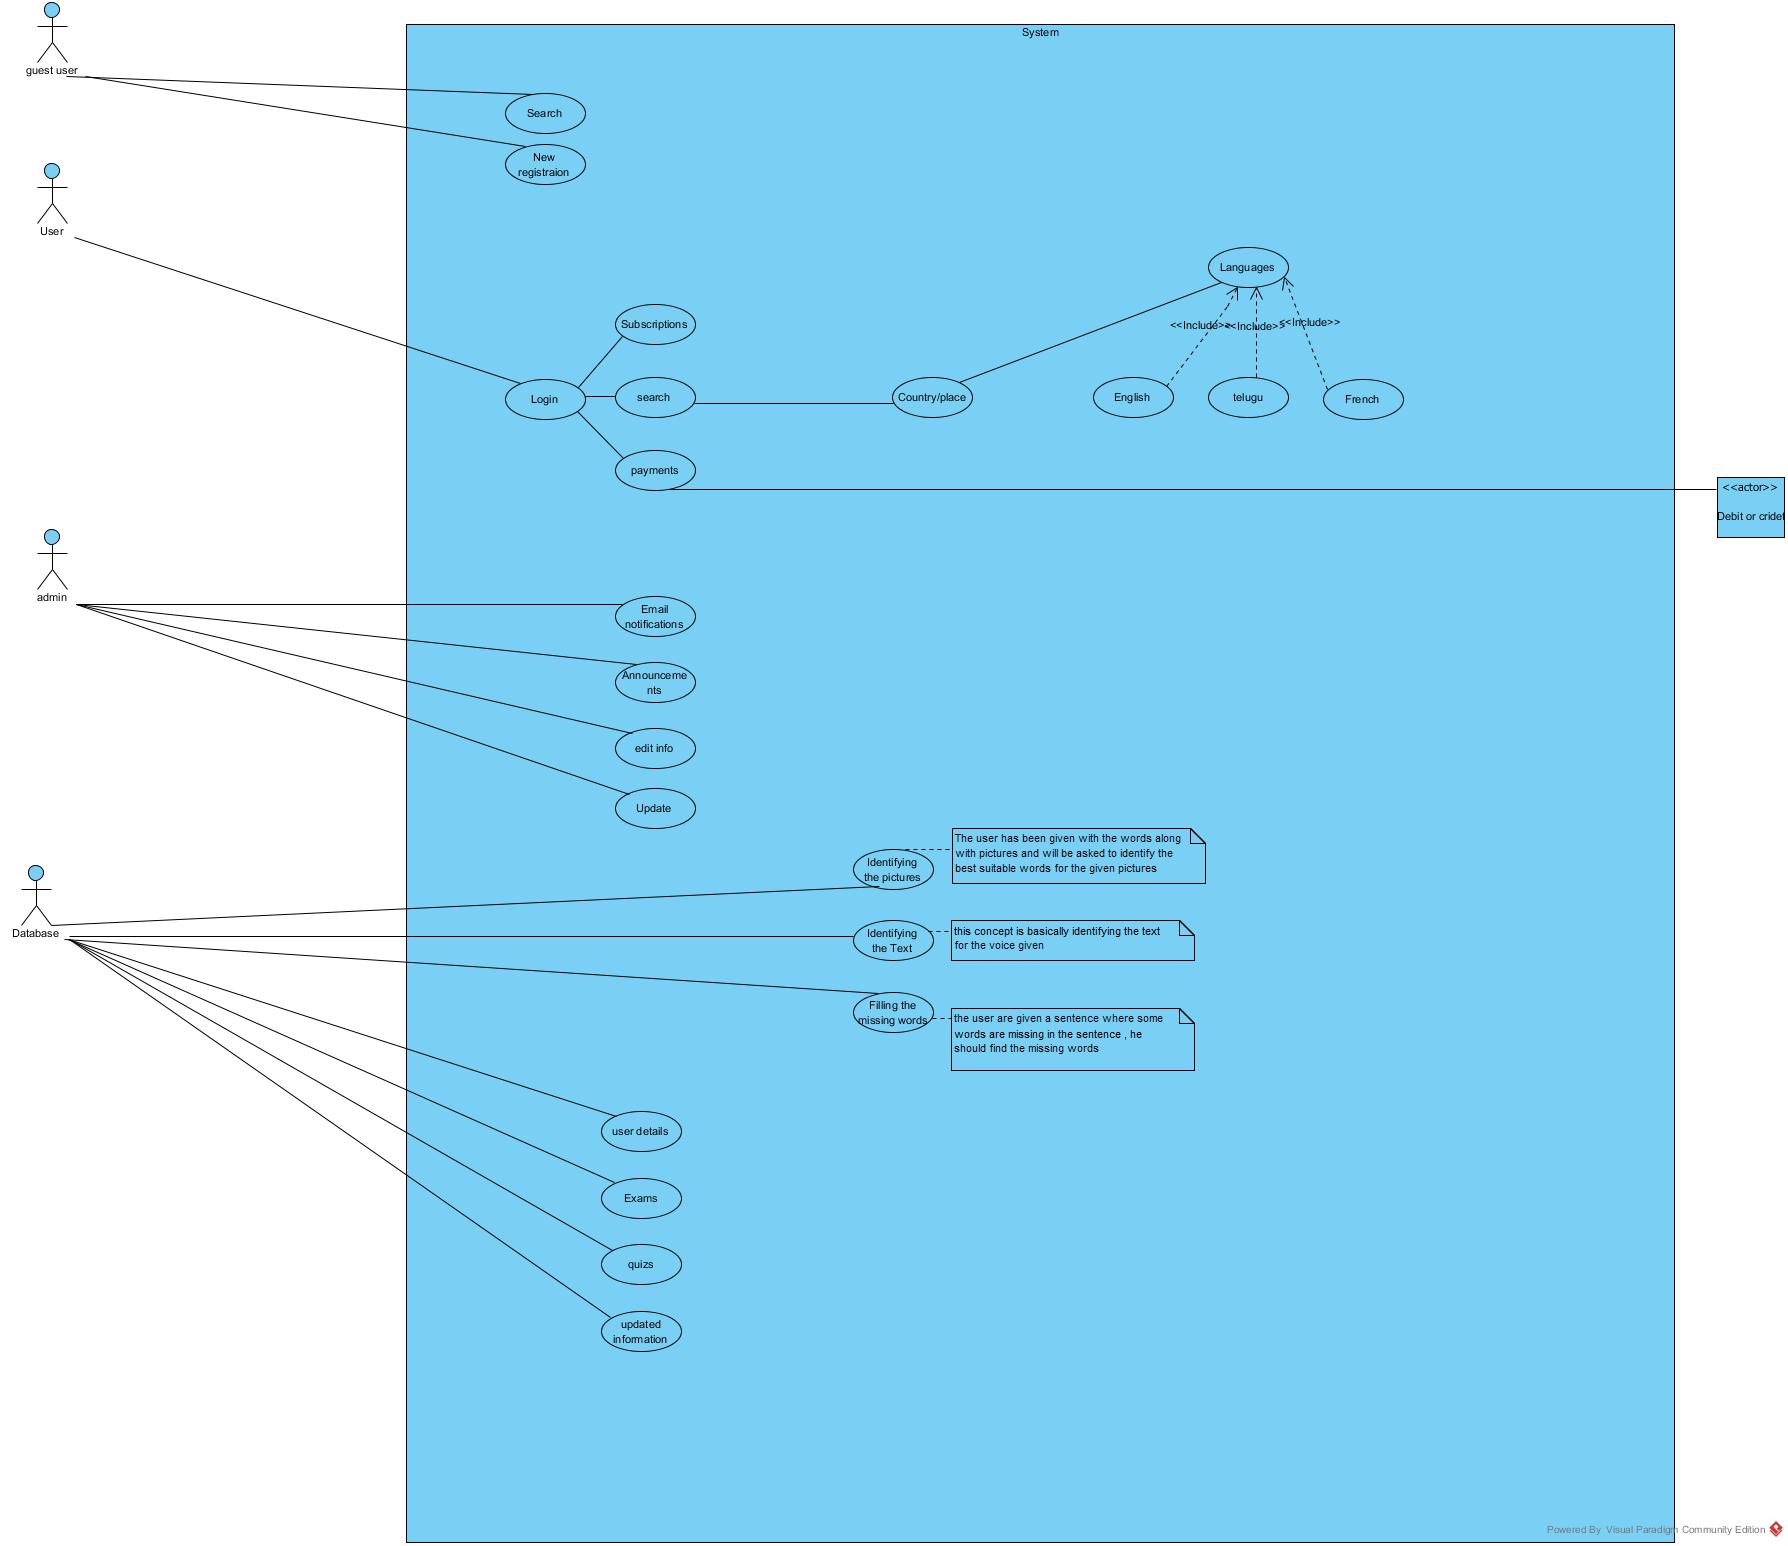 System
guest user
Search
New
registraion
User
Languages
<<Include>>
<<Include>>
<<Include>>
Subscriptions
Login
search
Country/place
English
telugu
French
payments
<<actor>>
Debit or cridet
admin
Email
notifications
Announceme
nts
edit info
Update
Identifying
the pictures
The user has been given with the words along
with pictures and will be asked to identify the
best suitable words for the given pictures
Database
Identifying
the Text
this concept is basically identifying the text
for the voice given
Filling the
missing words
the user are given a sentence where some
words are missing in the sentence , he
should find the missing words
user details
Exams
quizs
updated
information
Powered By Visual Paradigm Community Edition